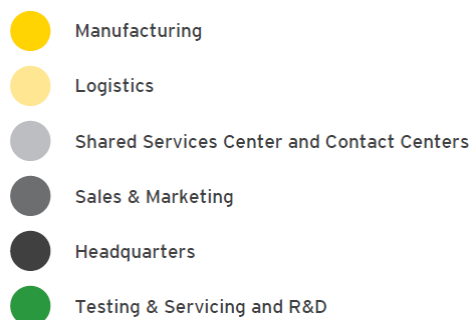 Manufacturing
Logistics
Shared Services Center and Contact Centers
Sales & Marketing
Headquarters
Testing & Servicing and R&D